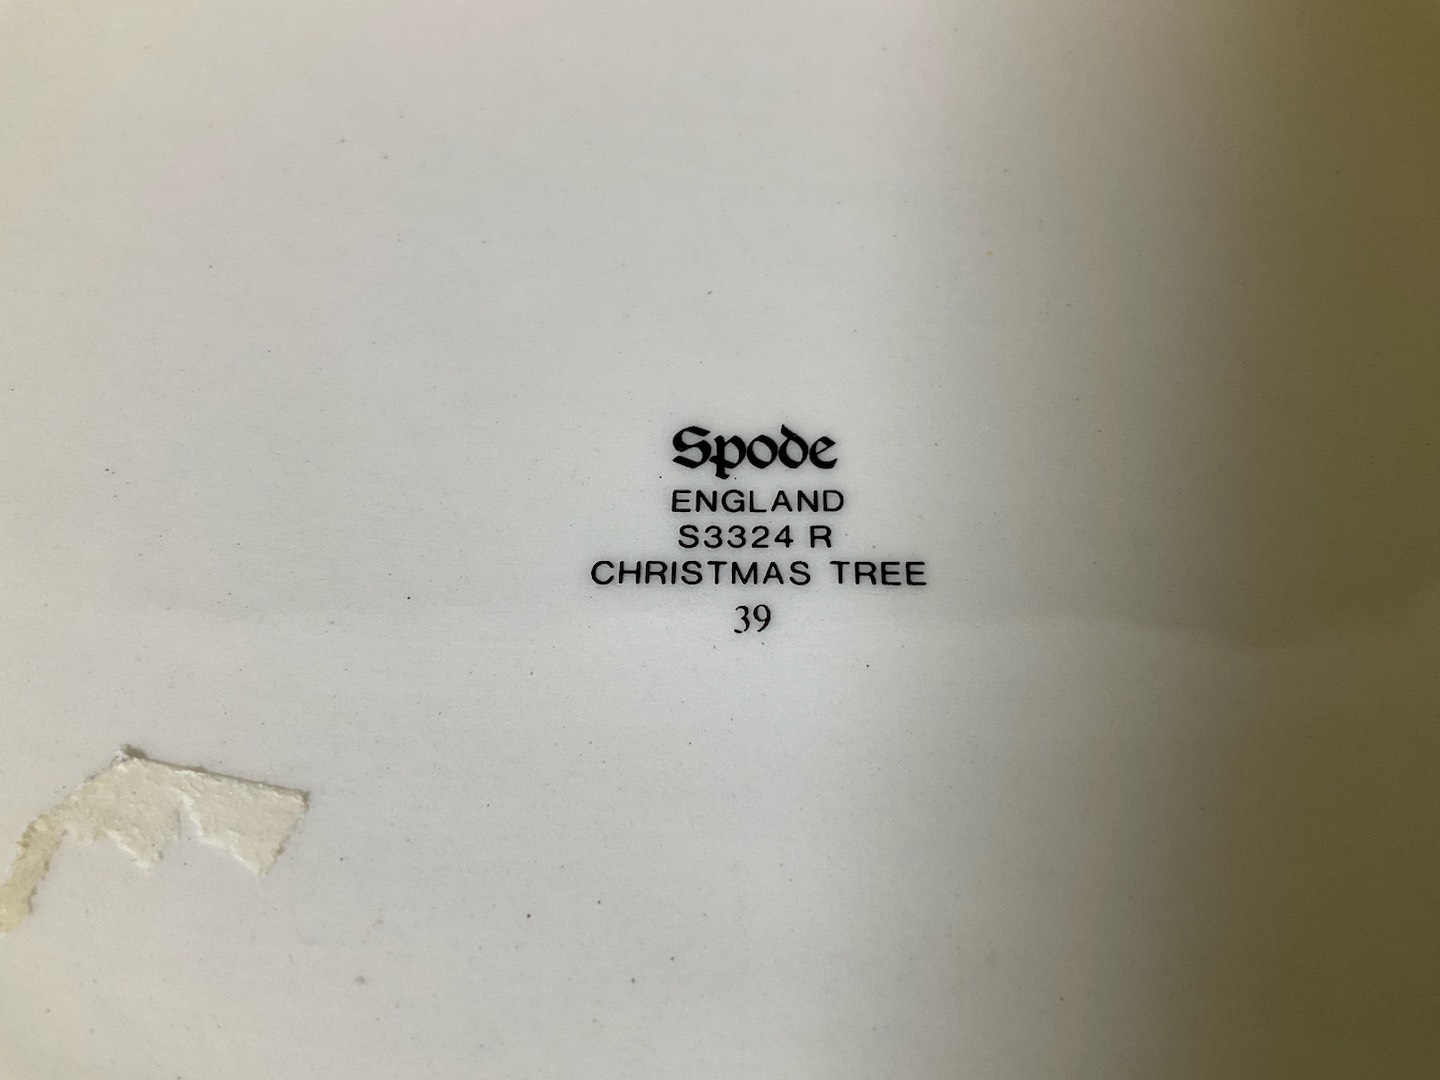 Spode
ENGLAND
S3324 R
CHRISTMAS TREE
39